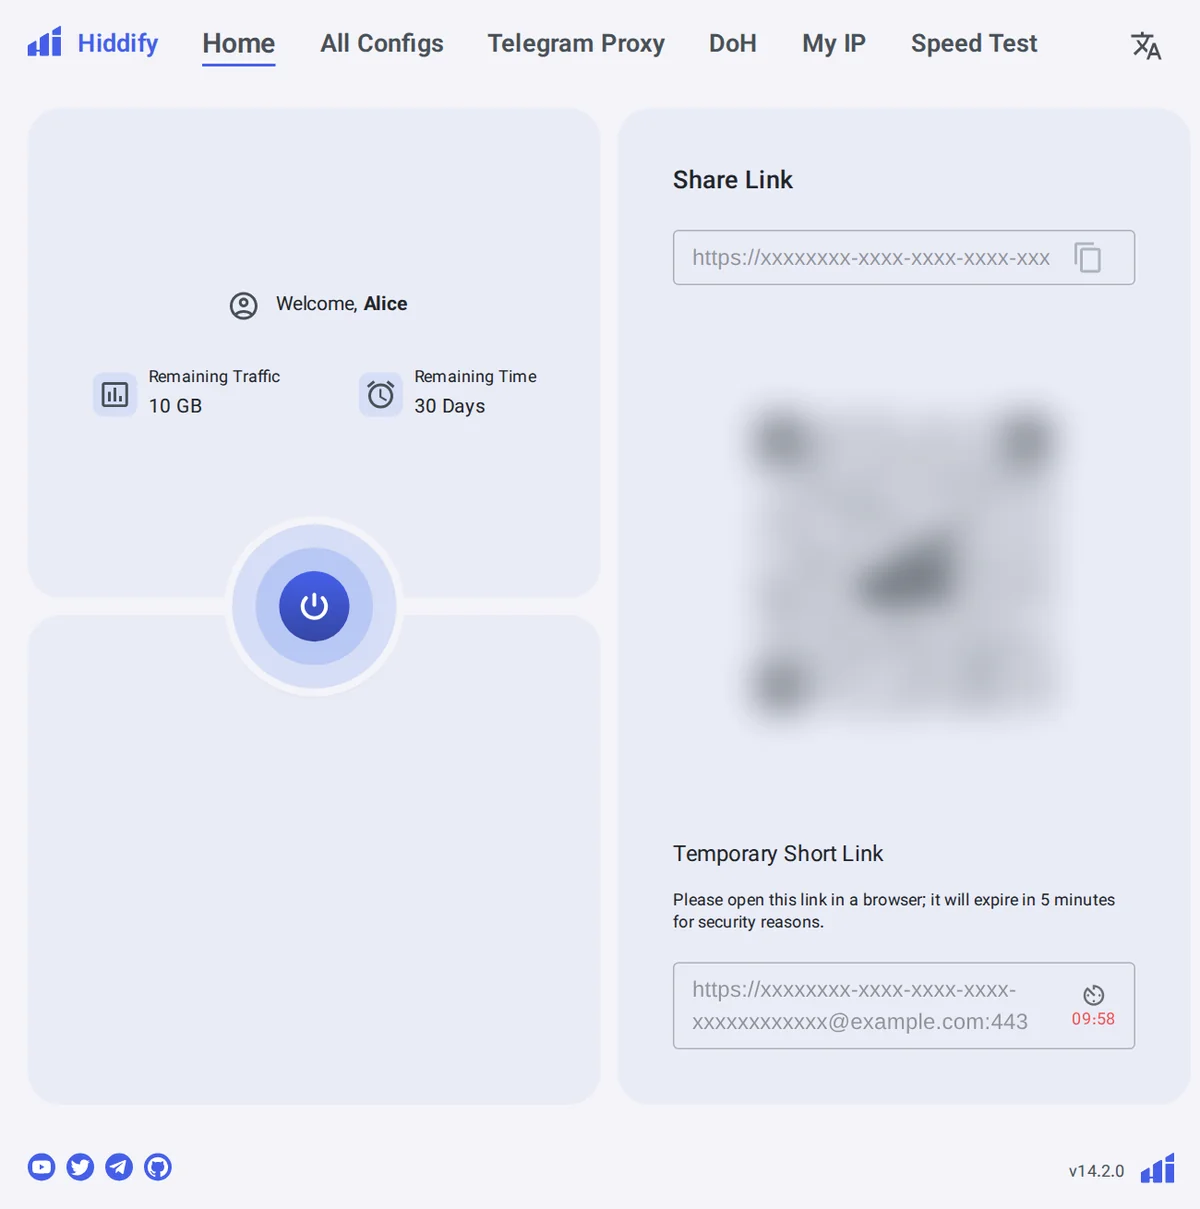 Hiddify
Home
All Configs
Telegram Proxy
DoH
My IP
Speed Test
Welcome, Alice
Remaining Traffic
10 GB
Remaining Time
30 Days
Share Link
https://xxxxxxxx-xxxx-xxxx-xxxx-xxx
Temporary Short Link
Please open this link in a browser; it will expire in 5 minutes
for security reasons.
https://xxxxxxxx-xxxx-xxxx-xxxx-
xxxxxxxxxxxx@example.com:443
09:58
v14.2.0